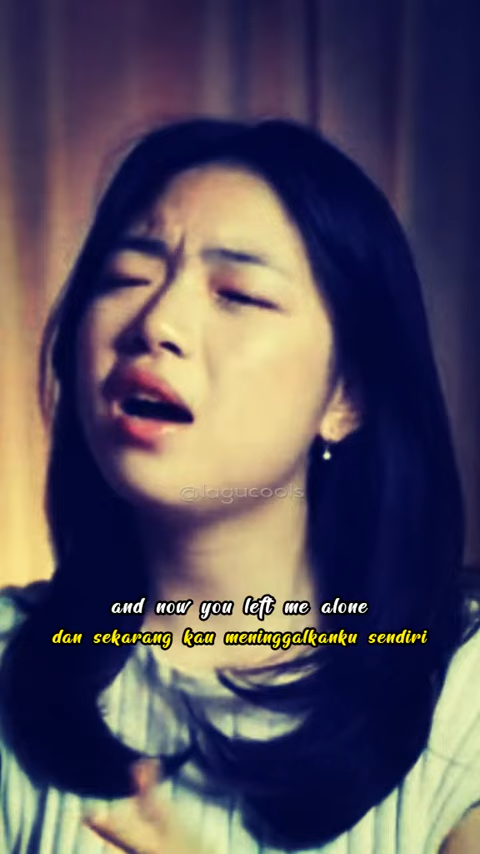 @lagucools
and now you left me alone
dan sekarang kau meninggalkanku sendiri